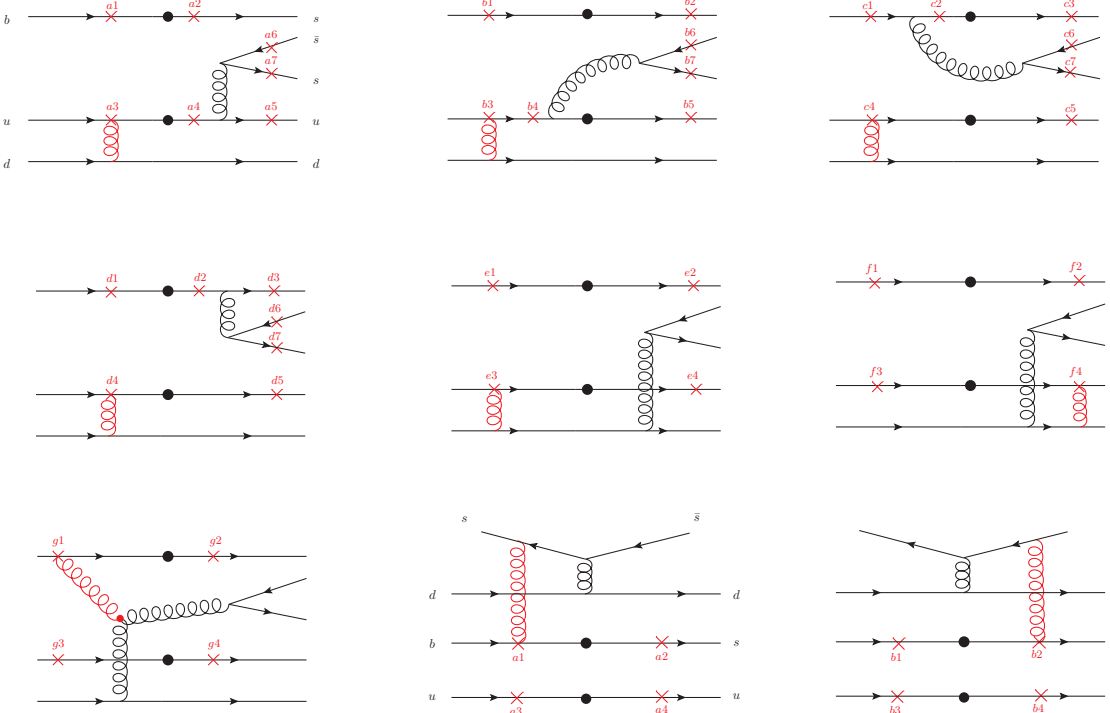 a1 a2
b s
s̄
a6
a7
s
a3 a4 a5
u u
d d
b1 b2
b6
b7
b3 b4 b5
c1 c2 c3
c6
c7
c4 c5
d1 d2 d3
d6
d7
d4 d5
e1 e2
e3 e4
f1 f2
f3 f4
g1 g2
g3 g4
s s̄
d d
b s
a1 a2
u u
a3 a4
b1 b2
b3 b4